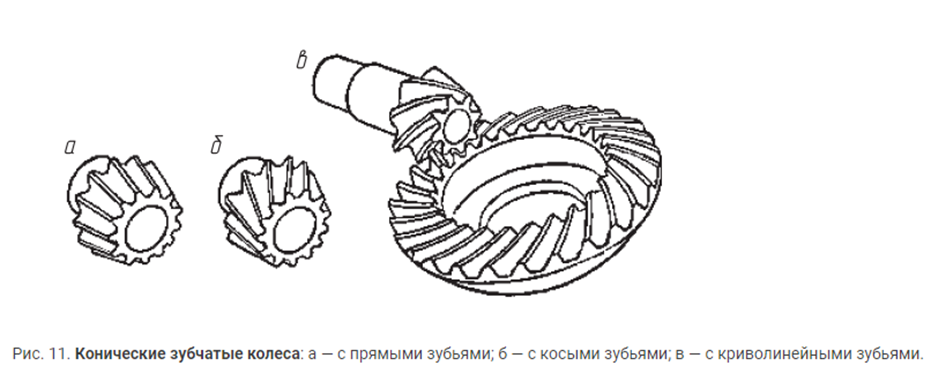 в
а
б
Рис. 11. Конические зубчатые колеса: а — с прямыми зубьями; б — с косыми зубьями; в — с криволинейными зубьями.